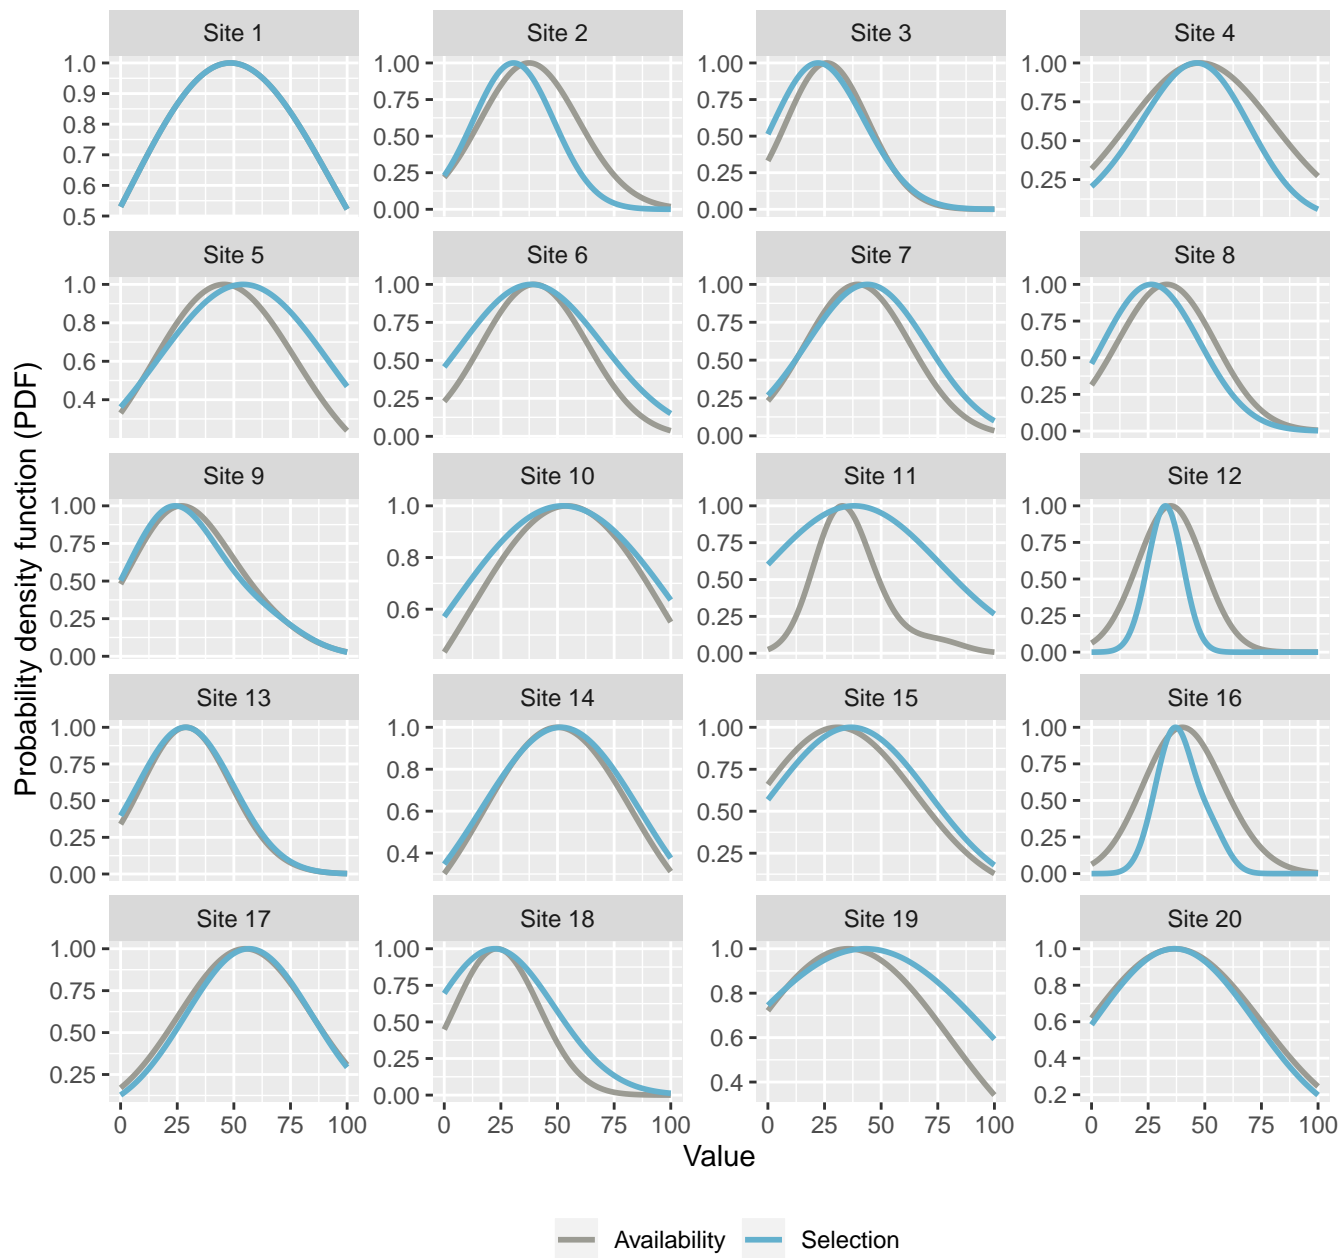 Site 1 Site 2 Site 3 Site 4
1.0 0.9 0.8 0.7 0.6 0.5
1.00 0.75 0.50 0.25 0.00
1.00 0.75 0.50 0.25 0.00
1.00 0.75 0.50 0.25
Site 5 Site 6 Site 7 Site 8
1.0 0.8 0.6 0.4
1.00 0.75 0.50 0.25 0.00
1.00 0.75 0.50 0.25 0.00
1.00 0.75 0.50 0.25 0.00
Probability density function (PDF)
Site 9 Site 10 Site 11 Site 12
1.00 0.75 0.50 0.25 0.00
1.0 0.8 0.6
1.00 0.75 0.50 0.25 0.00
1.00 0.75 0.50 0.25 0.00
Site 13 Site 14 Site 15 Site 16
1.00 0.75 0.50 0.25 0.00
1.0 0.8 0.6 0.4
1.00 0.75 0.50 0.25
1.00 0.75 0.50 0.25 0.00
Site 17 Site 18 Site 19 Site 20
1.00 0.75 0.50 0.25
1.00 0.75 0.50 0.25 0.00
1.0 0.8 0.6 0.4
1.0 0.8 0.6 0.4 0.2
0 25 50 75 100 0 25 50 75 100 0 25 50 75 100 0 25 50 75 100
Value
Availability Selection